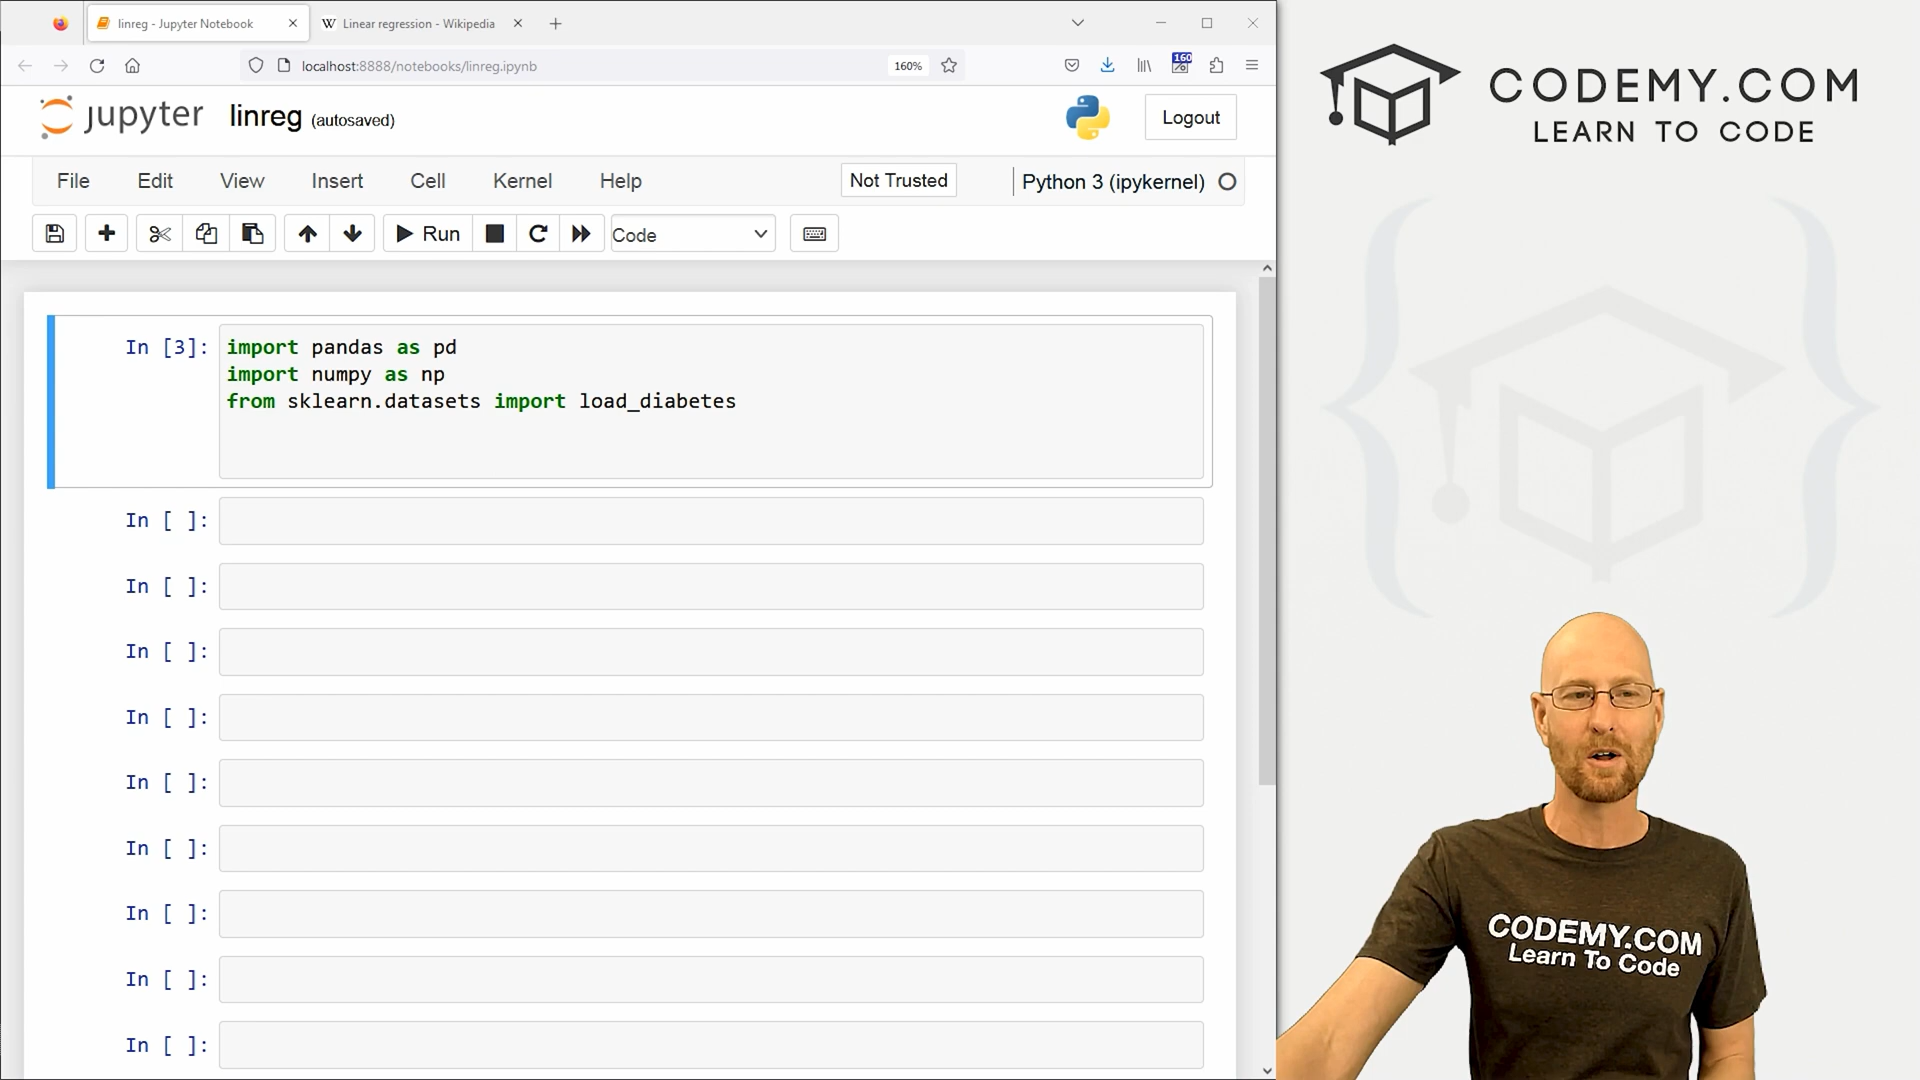 linreg - Jupyter Notebook
Linear regression - Wikipedia
localhost:8888/notebooks/linreg.ipynb
160%
160
jupyter linreg (autosaved)
Logout
File Edit View Insert Cell Kernel Help
Not Trusted
Python 3 (ipykernel)
Run
Code
In [3]:
import pandas as pd
import numpy as np
from sklearn.datasets import load_diabetes
In [ ]:
In [ ]:
In [ ]:
In [ ]:
In [ ]:
In [ ]:
In [ ]:
In [ ]:
In [ ]:
CODEMY.COM
LEARN TO CODE
CODEMY.COM
Learn To Code